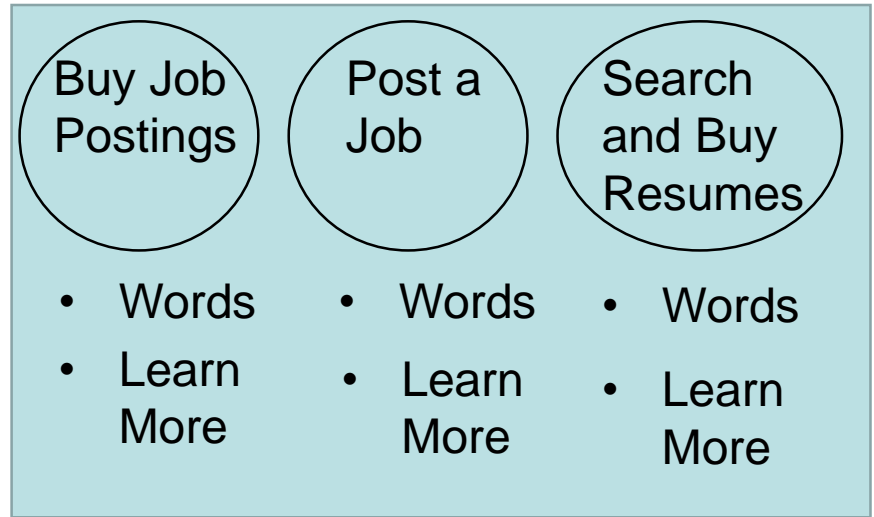 Buy Job
Postings
• Words
• Learn
More
Post a
Job
• Words
• Learn
More
Search
and Buy
Resumes
• Words
• Learn
More